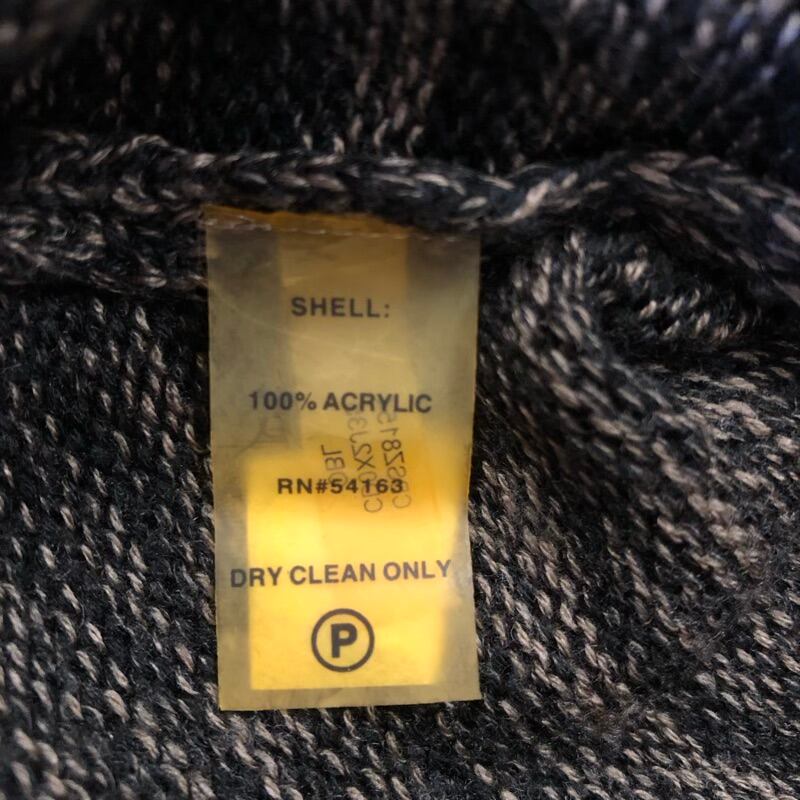 SHELL:
100% ACRYLIC
RN#54163
DRY CLEAN ONLY
P